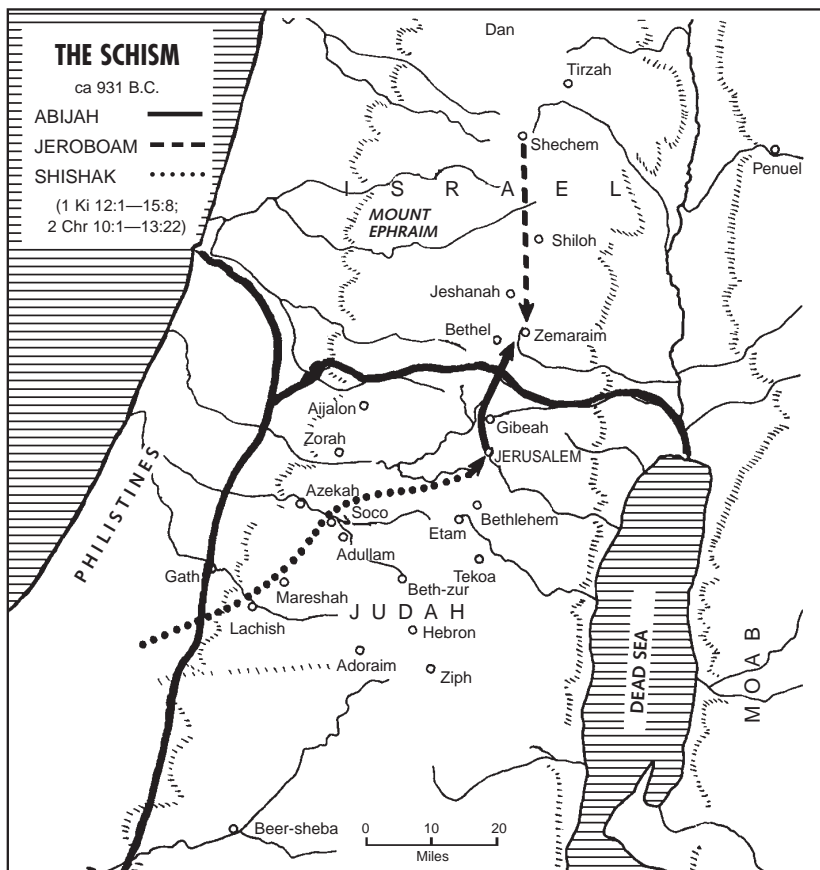 THE SCHISM
ca 931 B.C.
ABIJAH
JEROBOAM
SHISHAK
(1 Ki 12:1—15:8;
2 Chr 10:1—13:22)
Dan
Tirzah
Shechem
Penuel
I S R A E L
MOUNT
EPHRAIM
Shiloh
Jeshanah
Bethel
Zemaraim
Aijalon
Gibeah
Zorah
JERUSALEM
PHILISTINES
Azekah
Soco
Bethlehem
Etam
Adullam
Tekoa
Gath
Mareshah
Beth-zur
Lachish
J U D A H
Hebron
Adoraim
Ziph
DEAD SEA
M O A B
Beer-sheba
0 10 20
Miles